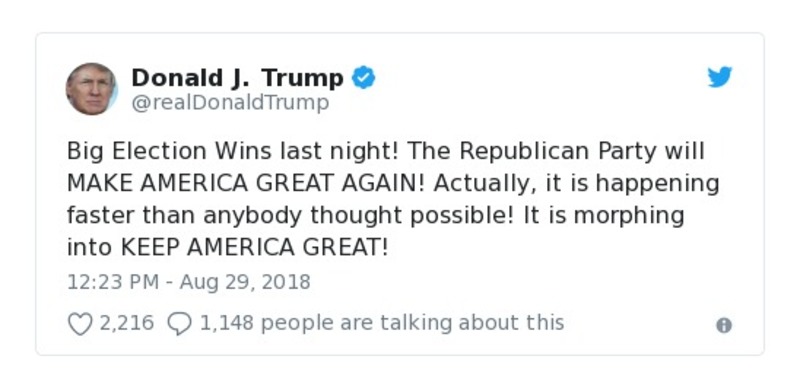 Donald J. Trump
@realDonaldTrump
Big Election Wins last night! The Republican Party will
MAKE AMERICA GREAT AGAIN! Actually, it is happening
faster than anybody thought possible! It is morphing
into KEEP AMERICA GREAT!
12:23 PM - Aug 29, 2018
2,216 1,148 people are talking about this